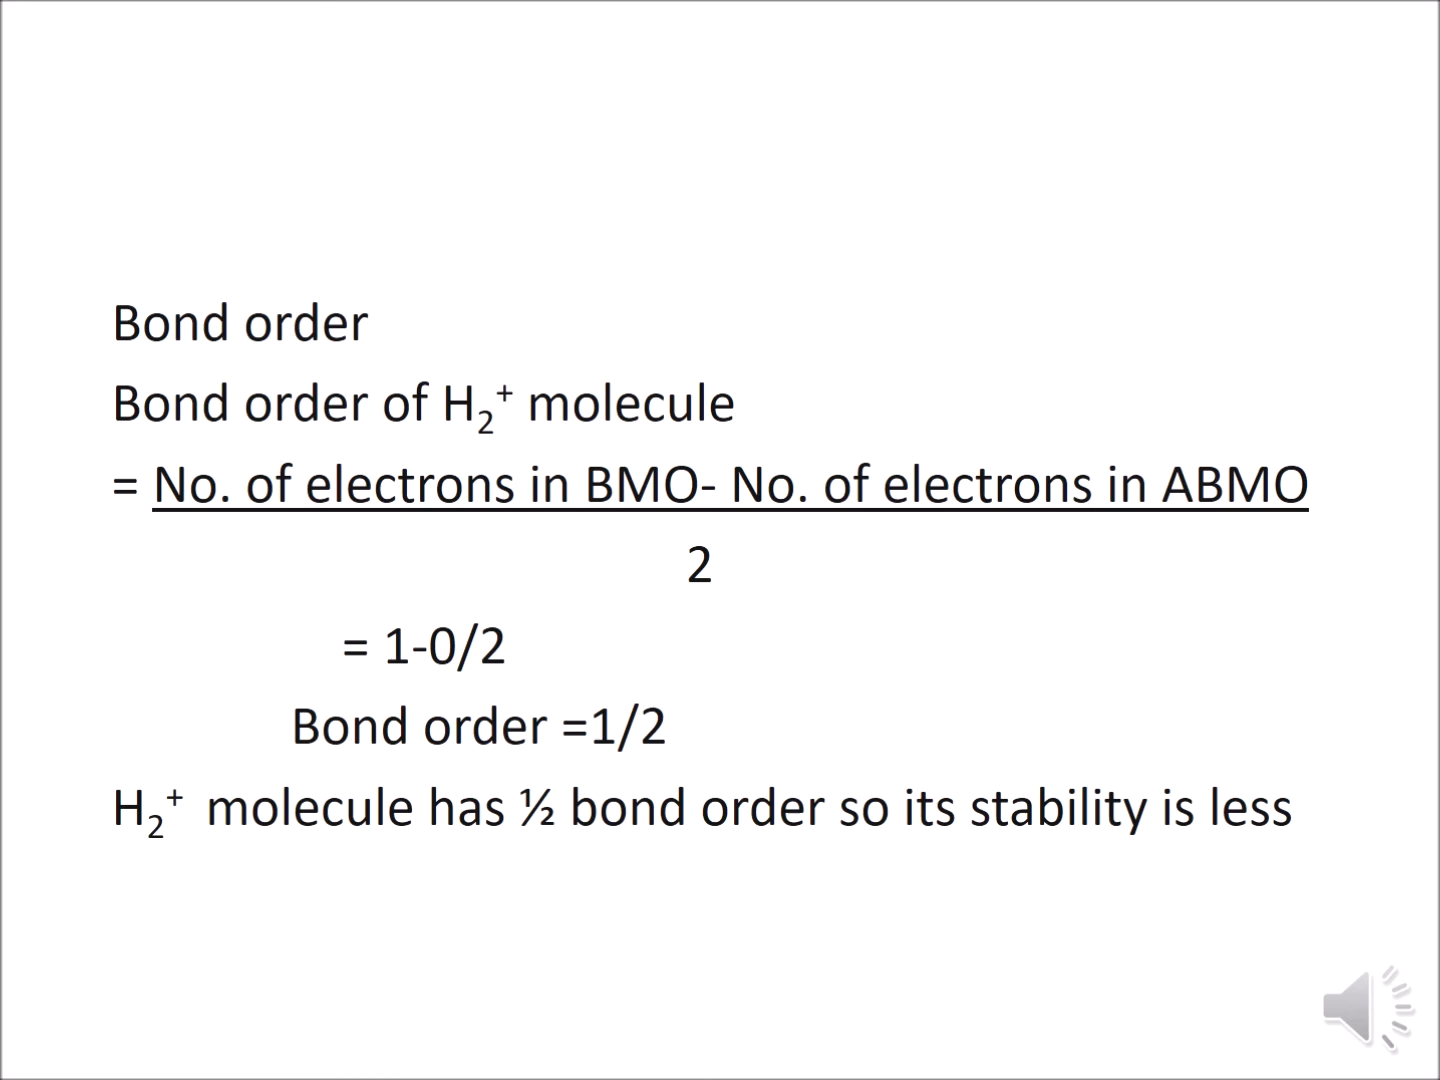 Bond order
Bond order of H₂⁺ molecule
= No. of electrons in BMO- No. of electrons in ABMO
2
= 1-0/2
Bond order =1/2
H₂⁺ molecule has ½ bond order so its stability is less